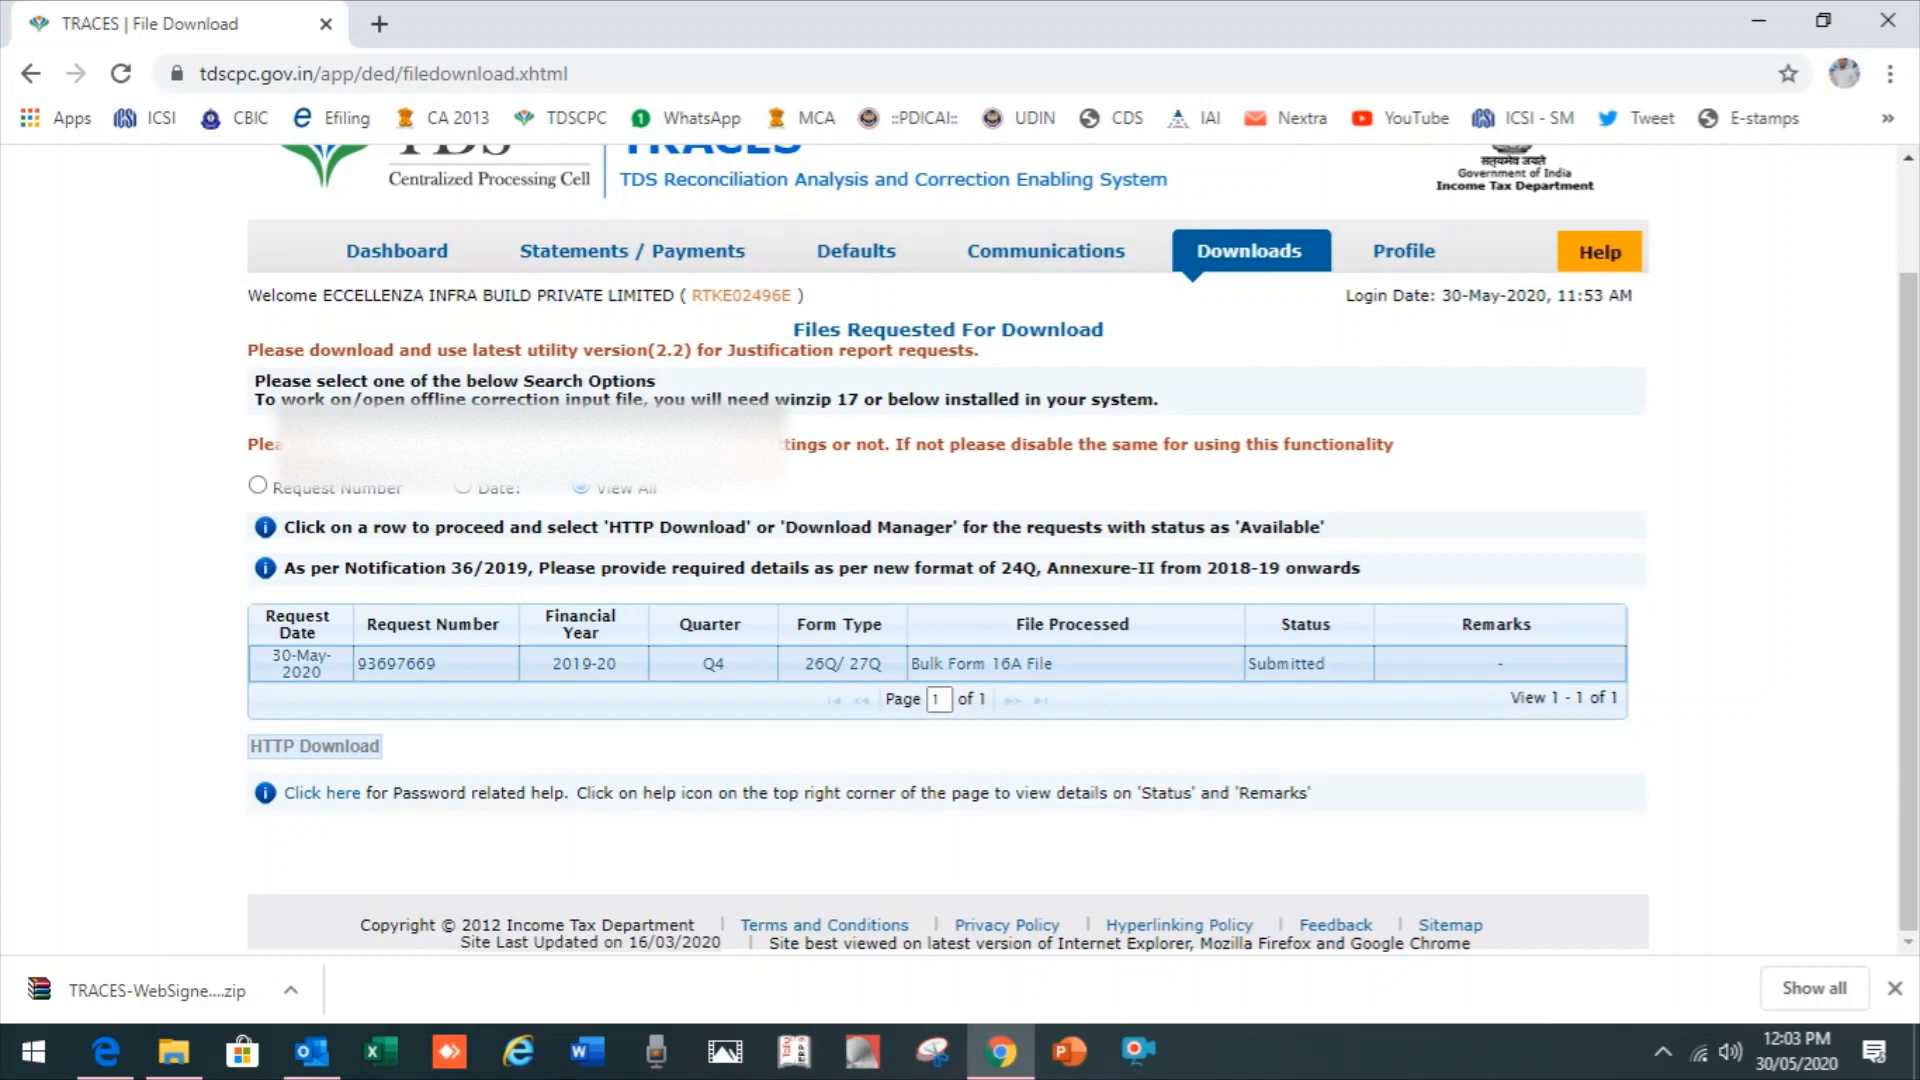 TRACES | File Download
tdscpc.gov.in/app/ded/filedownload.xhtml
Apps ICSI CBIC Efiling CA 2013 TDSCPC WhatsApp MCA ::PDICAI:: UDIN CDS IAI Nextra YouTube ICSI - SM Tweet E-stamps »
TDS
TRACES
Centralized Processing Cell
TDS Reconciliation Analysis and Correction Enabling System
सत्यमेव जयते
Government of India
Income Tax Department
Dashboard Statements / Payments Defaults Communications Downloads Profile Help
Welcome ECCELLENZA INFRA BUILD PRIVATE LIMITED ( RTKE02496E ) Login Date: 30-May-2020, 11:53 AM
Files Requested For Download
Please download and use latest utility version(2.2) for Justification report requests.
Please select one of the below Search Options
To work on/open offline correction input file, you will need winzip 17 or below installed in your system.
or not. If not please disable the same for using this functionality
Request Number Date: View All
Click on a row to proceed and select 'HTTP Download' or 'Download Manager' for the requests with status as 'Available'
As per Notification 36/2019, Please provide required details as per new format of 24Q, Annexure-II from 2018-19 onwards
Request Date Request Number Financial Year Quarter Form Type File Processed Status Remarks
30-May-2020 93697669 2019-20 Q4 26Q/ 27Q Bulk Form 16A File Submitted -
Page 1 of 1 View 1 - 1 of 1
HTTP Download
Click here for Password related help. Click on help icon on the top right corner of the page to view details on 'Status' and 'Remarks'
Copyright © 2012 Income Tax Department | Terms and Conditions | Privacy Policy | Hyperlinking Policy | Feedback | Sitemap
Site Last Updated on 16/03/2020 | Site best viewed on latest version of Internet Explorer, Mozilla Firefox and Google Chrome
TRACES-WebSigne....zip Show all
12:03 PM
30/05/2020